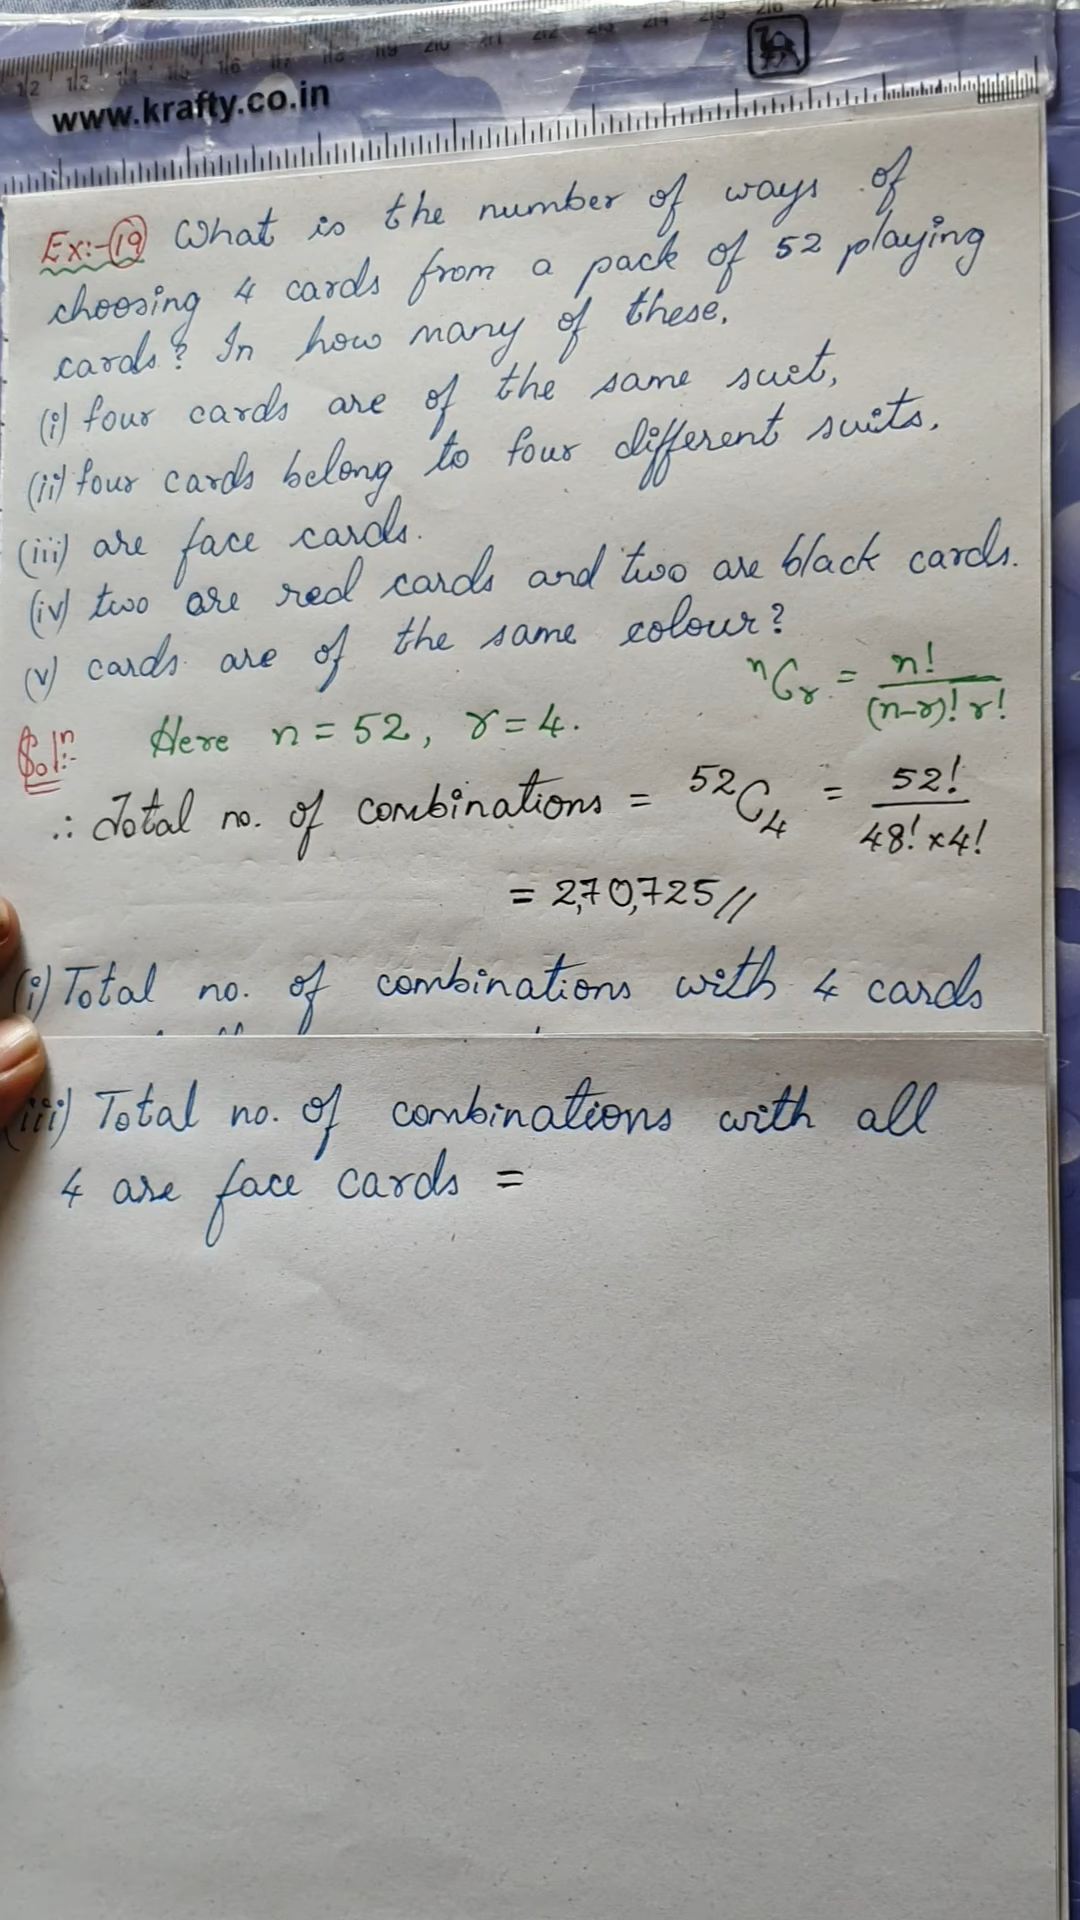 www.krafty.co.in
Ex:-(19) What is the number of ways of
choosing 4 cards from a pack of 52 playing
cards? In how many of these,
(i) four cards are of the same suit,
(ii) four cards belong to four different suits,
(iii) are face cards.
(iv) two are red cards and two are black cards.
(v) cards are of the same colour?
ⁿCᵣ = n! / (n-r)! r!
Solⁿ:- Here n = 52, r = 4.
∴ Total no. of combinations = ⁵²C₄ = 52! / 48! × 4!
= 2,70,725//
(i) Total no. of combinations with 4 cards
(iii) Total no. of combinations with all
4 are face cards =